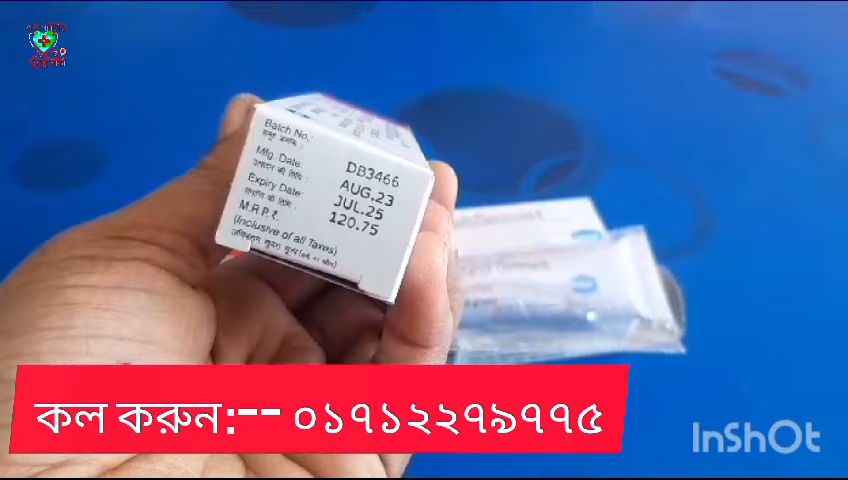 Batch No.:
DB3466
Mfg. Date:
AUG.23
Expiry Date:
JUL.25
M.R.P.₹.
120.75
(Inclusive of all Taxes)
কল করুন:-- ০১৭১২২৭৯৭৭৫
InShOt